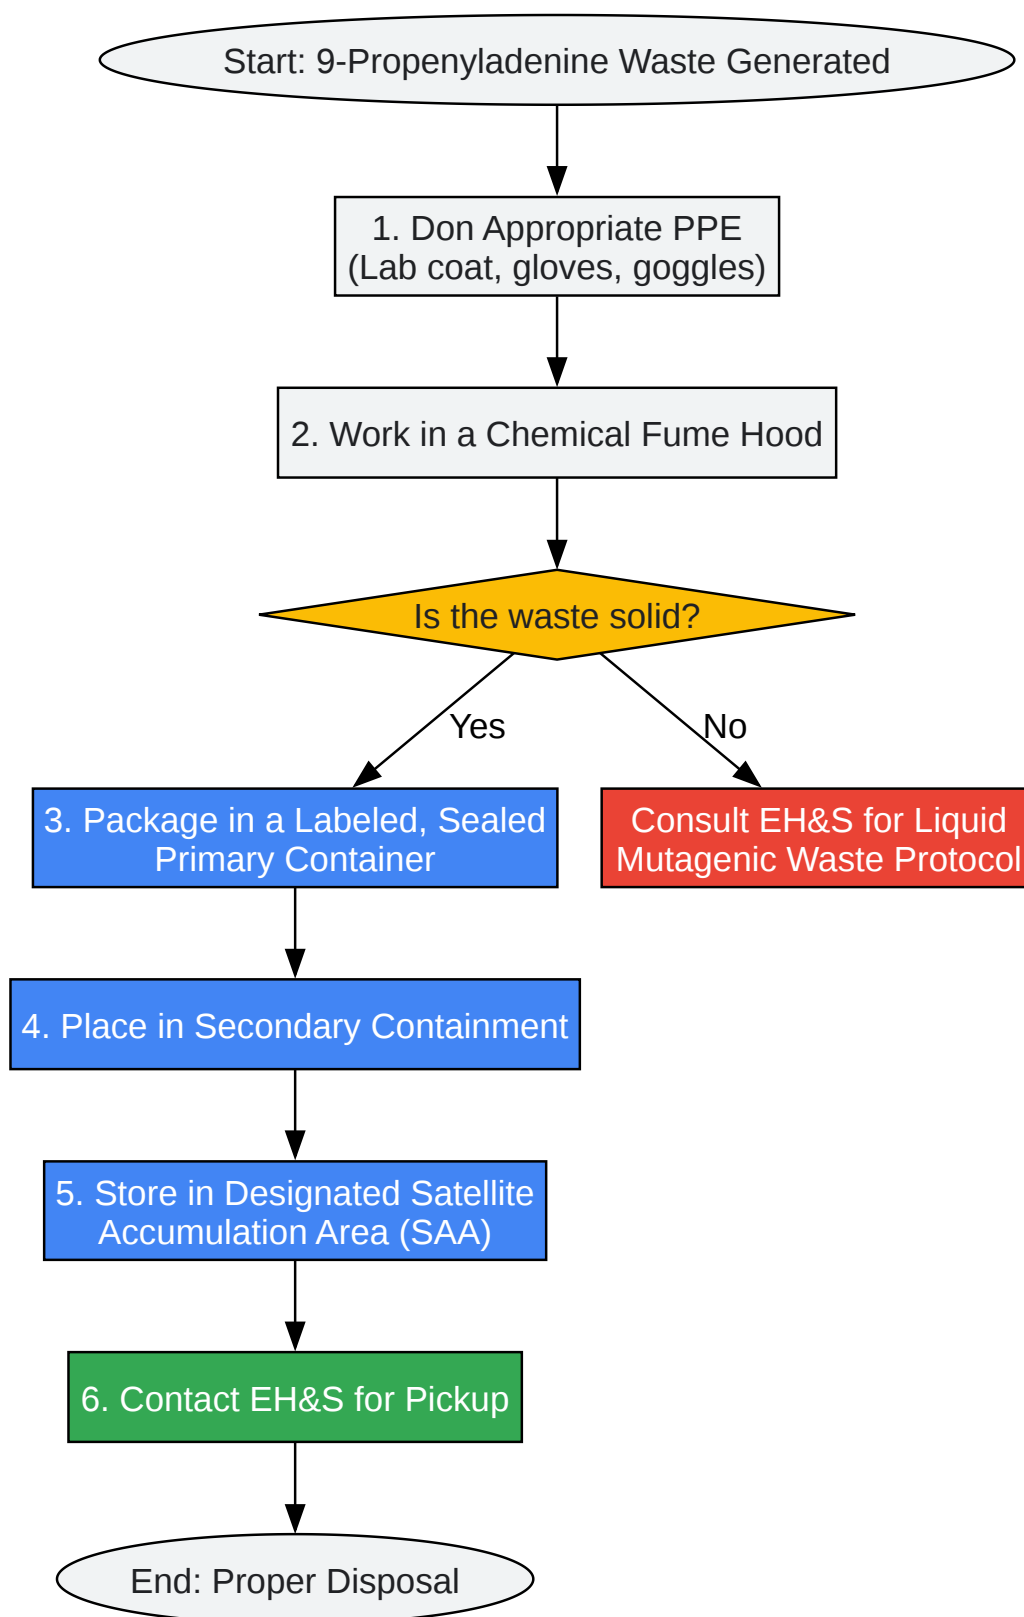 Start: 9-Propenyladenine Waste Generated
1. Don Appropriate PPE
(Lab coat, gloves, goggles)
2. Work in a Chemical Fume Hood
Is the waste solid?
Yes
No
3. Package in a Labeled, Sealed
Primary Container
Consult EH&S for Liquid
Mutagenic Waste Protocol
4. Place in Secondary Containment
5. Store in Designated Satellite
Accumulation Area (SAA)
6. Contact EH&S for Pickup
End: Proper Disposal